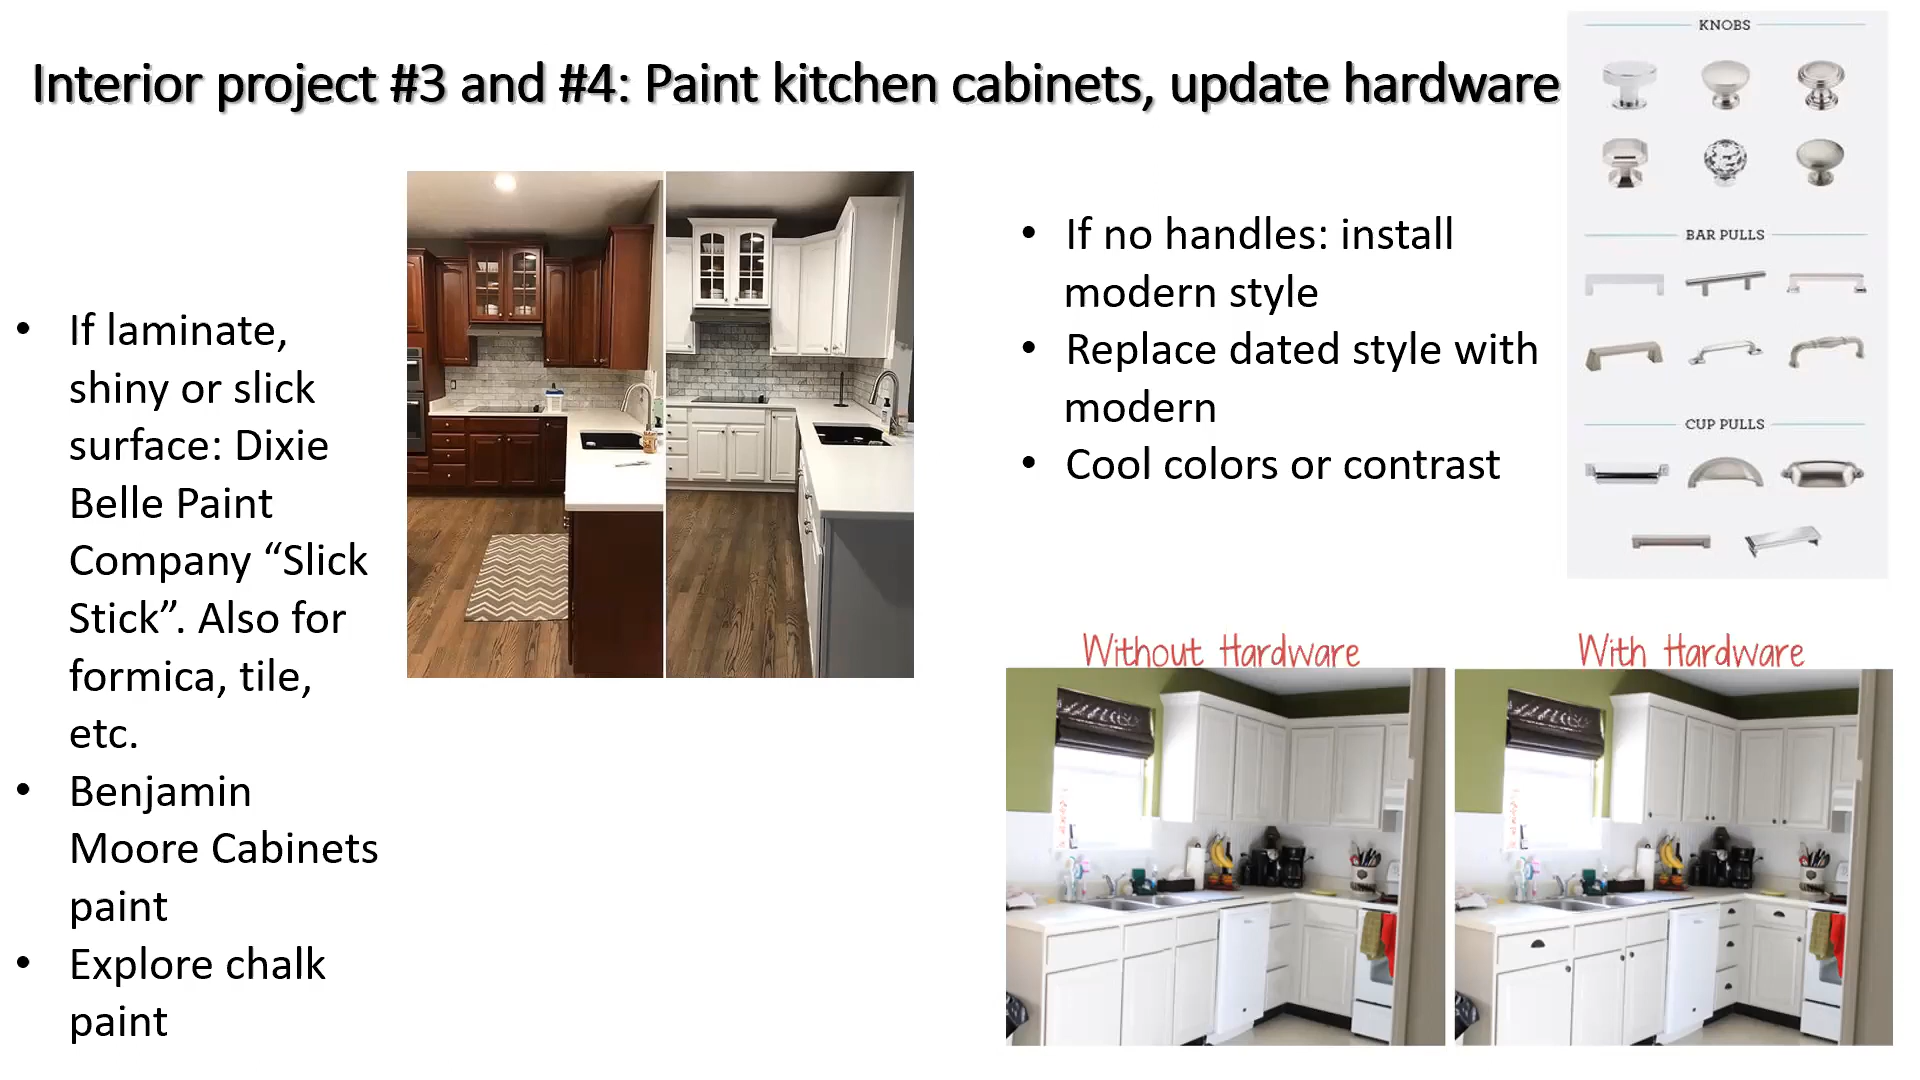 Interior project #3 and #4: Paint kitchen cabinets, update hardware
• If laminate,
shiny or slick
surface: Dixie
Belle Paint
Company “Slick
Stick”. Also for
formica, tile,
etc.
• Benjamin
Moore Cabinets
paint
• Explore chalk
paint
• If no handles: install
modern style
• Replace dated style with
modern
• Cool colors or contrast
KNOBS
BAR PULLS
CUP PULLS
Without Hardware
With Hardware